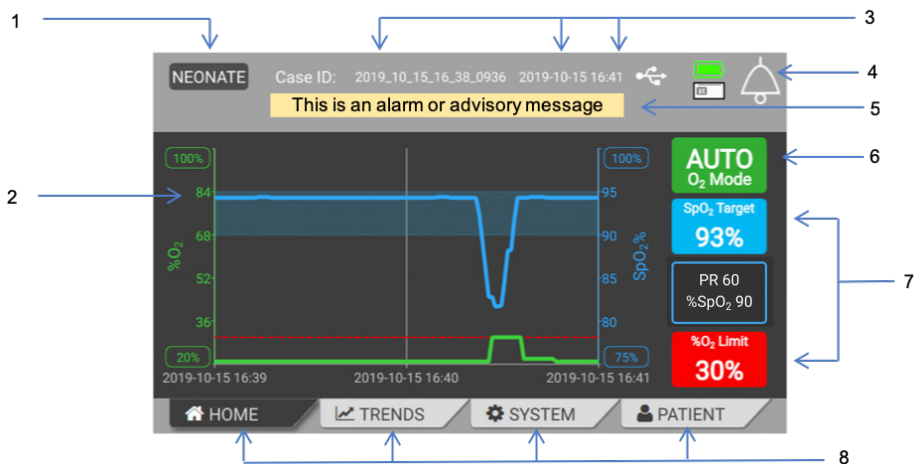 1
3
NEONATE
Case ID: 2019_10_15_16_38_0936 2019-10-15 16:41
4
This is an alarm or advisory message
5
100%
100%
AUTO
O₂ Mode
6
2
84
95
SpO₂ Target
93%
68
90
%O₂
SpO₂%
PR 60
%SpO₂ 90
7
52
85
36
80
%O₂ Limit
30%
20%
75%
2019-10-15 16:39
2019-10-15 16:40
2019-10-15 16:41
HOME
TRENDS
SYSTEM
PATIENT
8